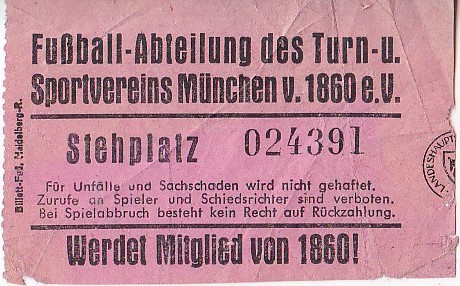 Fußball-Abteilung des Turn-u.
Sportvereins München v. 1860 e.V.
Stehplatz 024391
Für Unfälle und Sachschaden wird nicht gehaftet.
Zurufe an Spieler und Schiedsrichter sind verboten.
Bei Spielabbruch besteht kein Recht auf Rückzahlung.
Werdet Mitglied von 1860!
Billett-Fuß, Heidelberg-R.
LANDESHAUPT